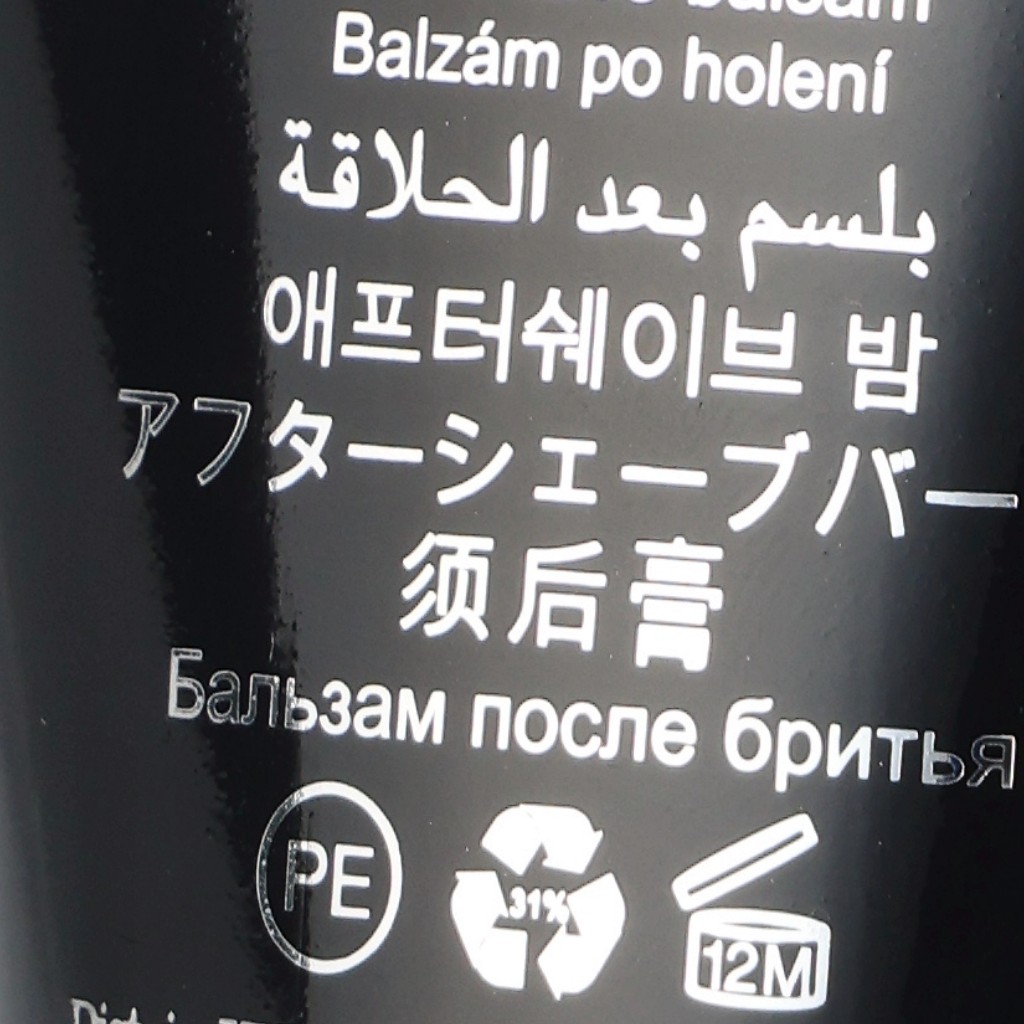 balsam
Balzám po holení
بلسم بعد الحلاقة
애프터쉐이브 밤
アフターシェーブバー
须后膏
Бальзам после бритья
PE
31%
12M